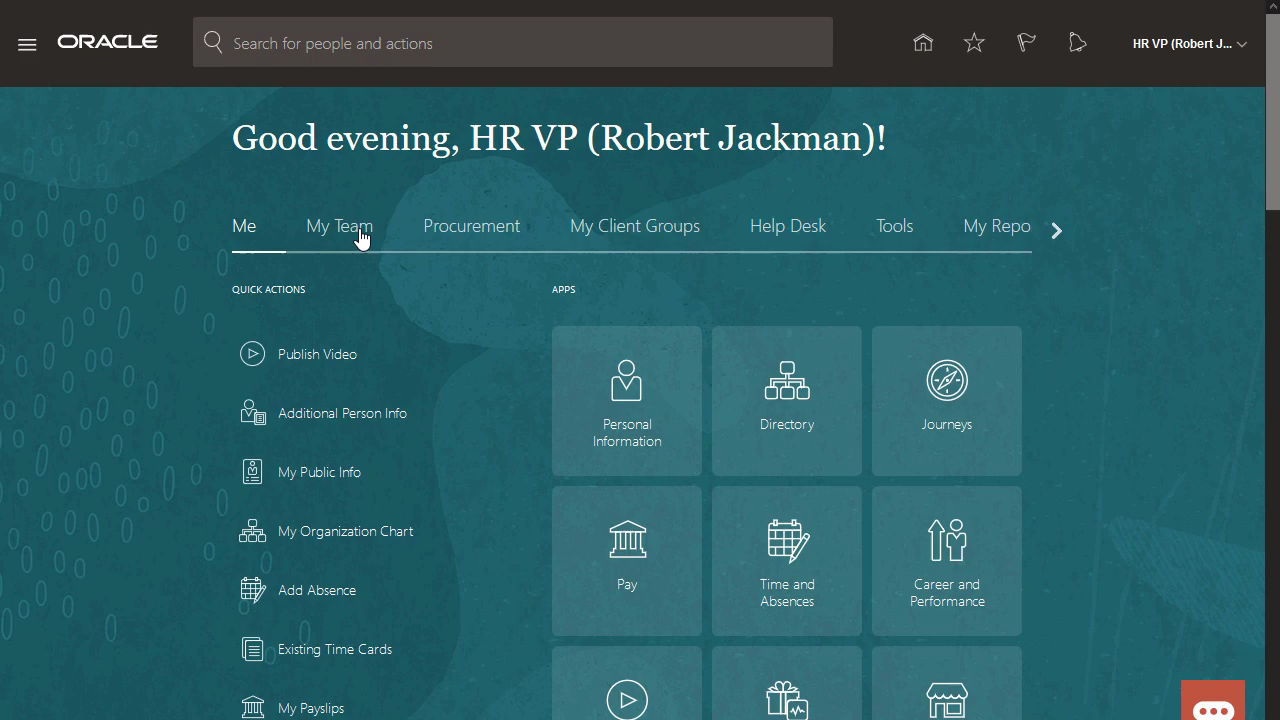 ORACLE
Search for people and actions
HR VP (Robert J...
Good evening, HR VP (Robert Jackman)!
Me
My Team
Procurement
My Client Groups
Help Desk
Tools
My Repo
QUICK ACTIONS
APPS
Publish Video
Additional Person Info
My Public Info
My Organization Chart
Add Absence
Existing Time Cards
My Payslips
Personal
Information
Directory
Journeys
Pay
Time and
Absences
Career and
Performance